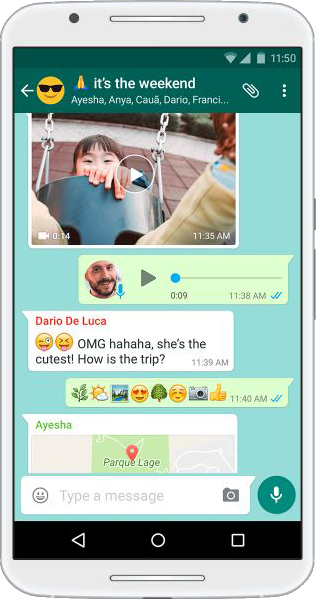 11:50
🙏 it's the weekend
Ayesha, Anya, Cauã, Dario, Franci...
0:14
11:35 AM
0:09
11:38 AM
Dario De Luca
😜😝 OMG hahaha, she's the
cutest! How is the trip?
11:39 AM
🌿🌤🏞😍🌳☺️📷👍 11:40 AM
Ayesha
Parque Lage
Type a message